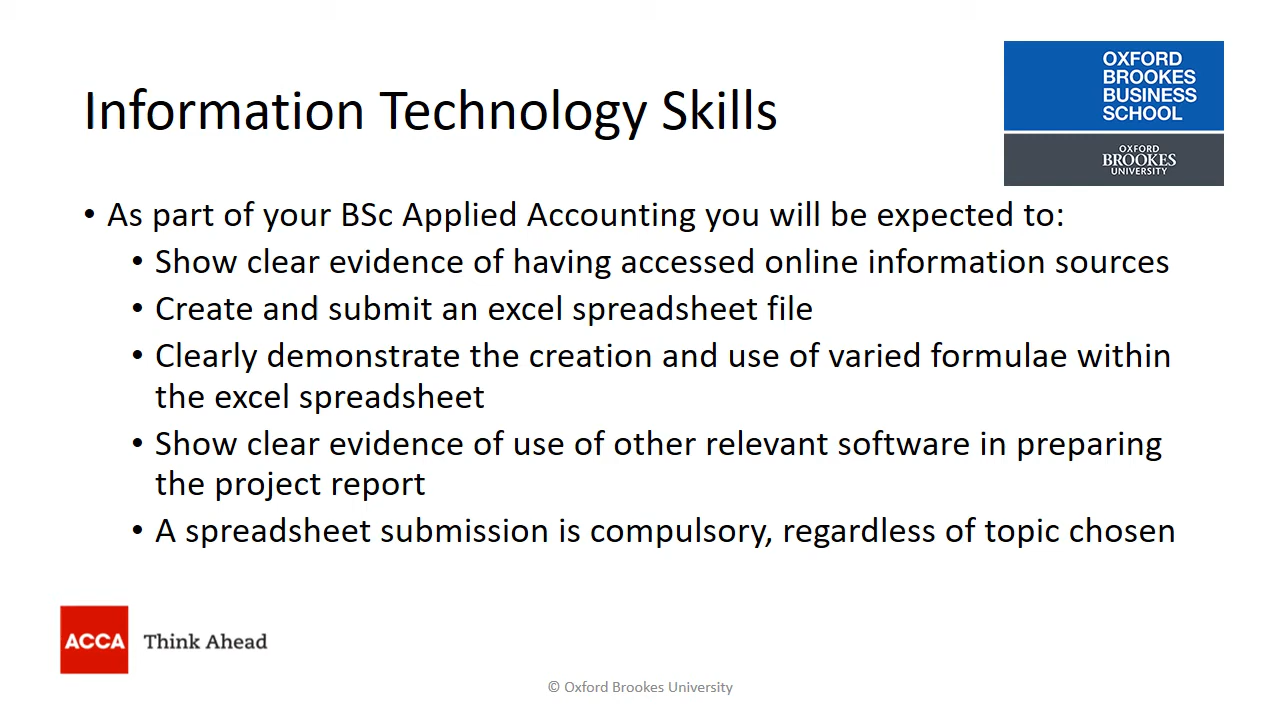 OXFORD
BROOKES
BUSINESS
SCHOOL
OXFORD
BROOKES
UNIVERSITY
Information Technology Skills
• As part of your BSc Applied Accounting you will be expected to:
• Show clear evidence of having accessed online information sources
• Create and submit an excel spreadsheet file
• Clearly demonstrate the creation and use of varied formulae within
the excel spreadsheet
• Show clear evidence of use of other relevant software in preparing
the project report
• A spreadsheet submission is compulsory, regardless of topic chosen
ACCA Think Ahead
© Oxford Brookes University